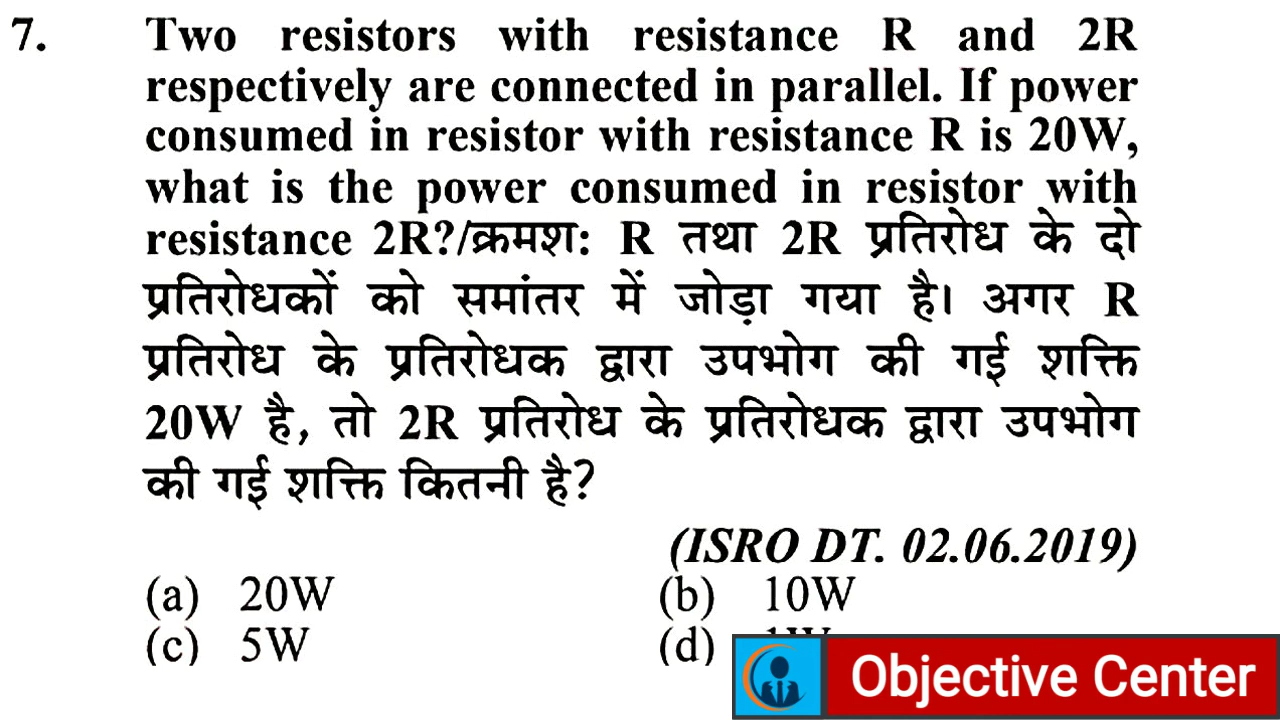 7. Two resistors with resistance R and 2R
respectively are connected in parallel. If power
consumed in resistor with resistance R is 20W,
what is the power consumed in resistor with
resistance 2R?/क्रमश: R तथा 2R प्रतिरोध के दो
प्रतिरोधकों को समांतर में जोड़ा गया है। अगर R
प्रतिरोध के प्रतिरोधक द्वारा उपभोग की गई शक्ति
20W है, तो 2R प्रतिरोध के प्रतिरोधक द्वारा उपभोग
की गई शक्ति कितनी है?
(ISRO DT. 02.06.2019)
(a) 20W (b) 10W
(c) 5W (d)
Objective Center